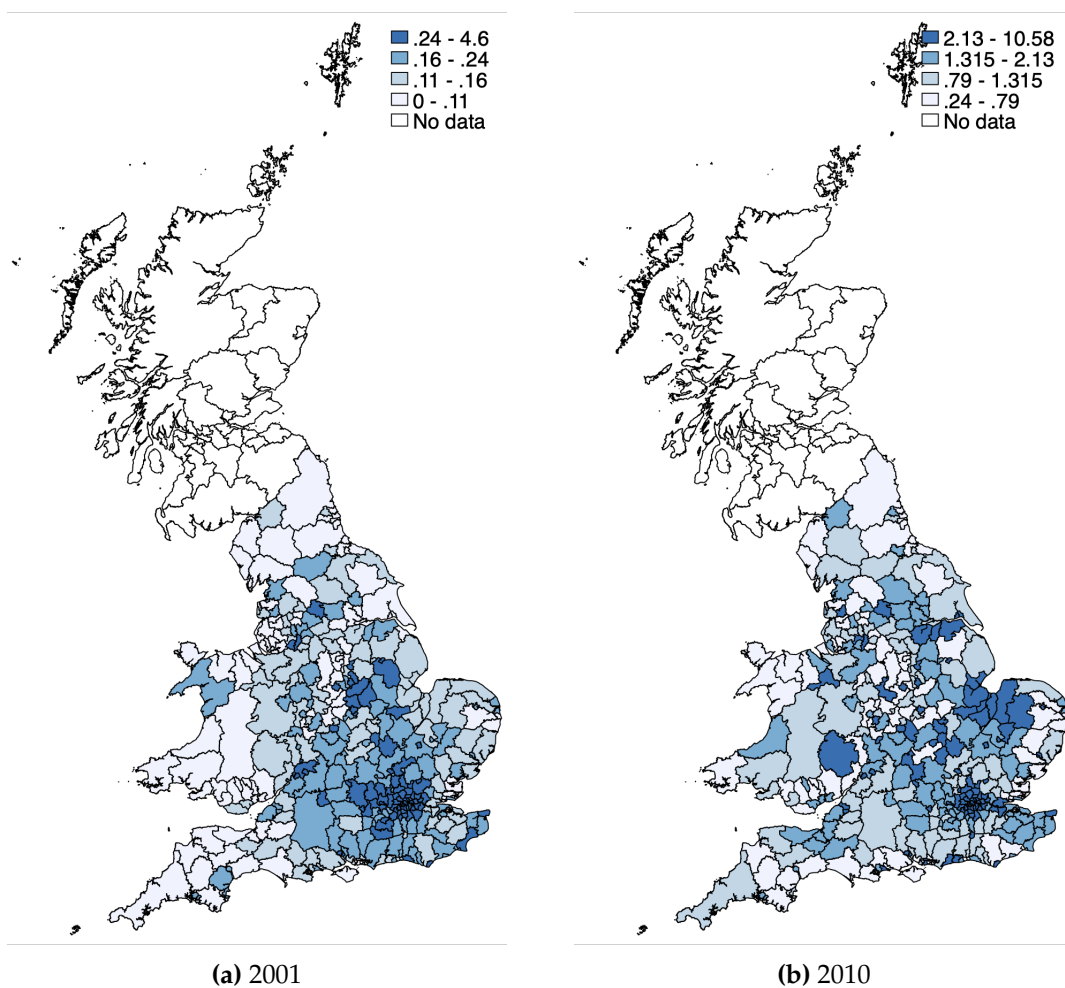 .24 - 4.6
.16 - .24
.11 - .16
0 - .11
No data
2.13 - 10.58
1.315 - 2.13
.79 - 1.315
.24 - .79
No data
(a) 2001
(b) 2010